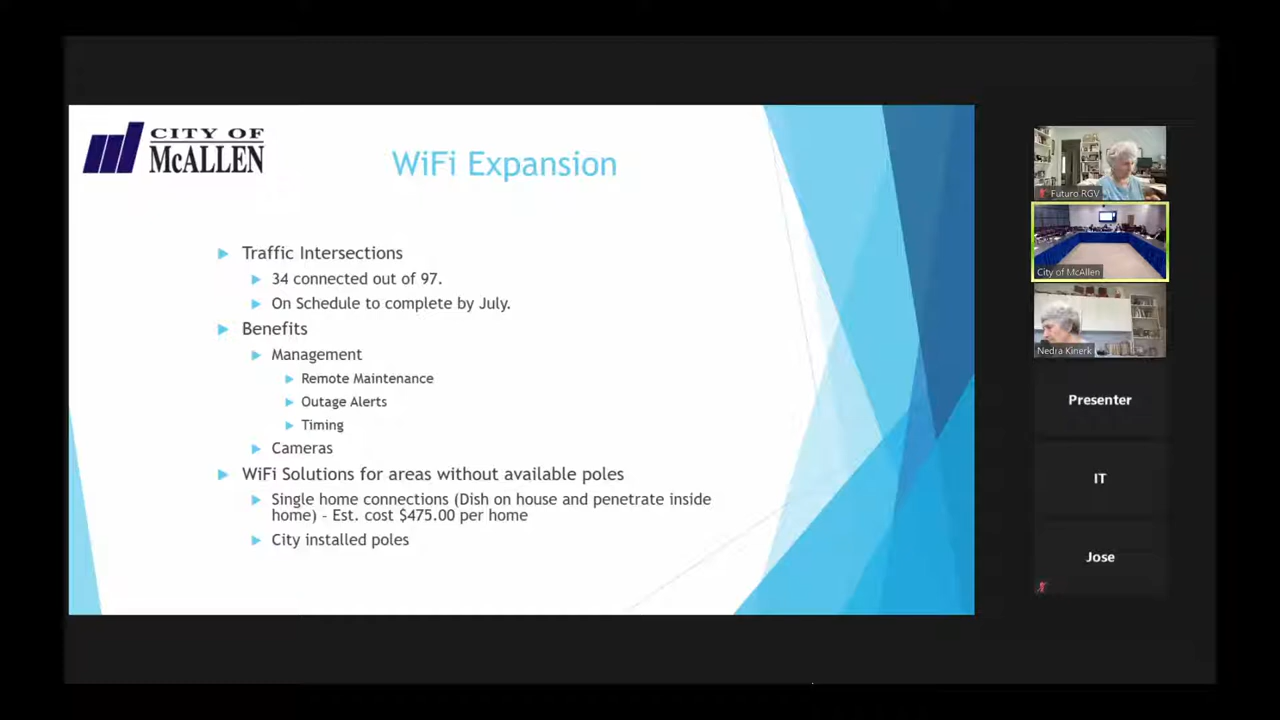 CITY OF
McALLEN
WiFi Expansion
Traffic Intersections
34 connected out of 97.
On Schedule to complete by July.
Benefits
Management
Remote Maintenance
Outage Alerts
Timing
Cameras
WiFi Solutions for areas without available poles
Single home connections (Dish on house and penetrate inside
home) - Est. cost $475.00 per home
City installed poles
Futuro RGV
City of McAllen
Nedra Kinerk
Presenter
IT
Jose